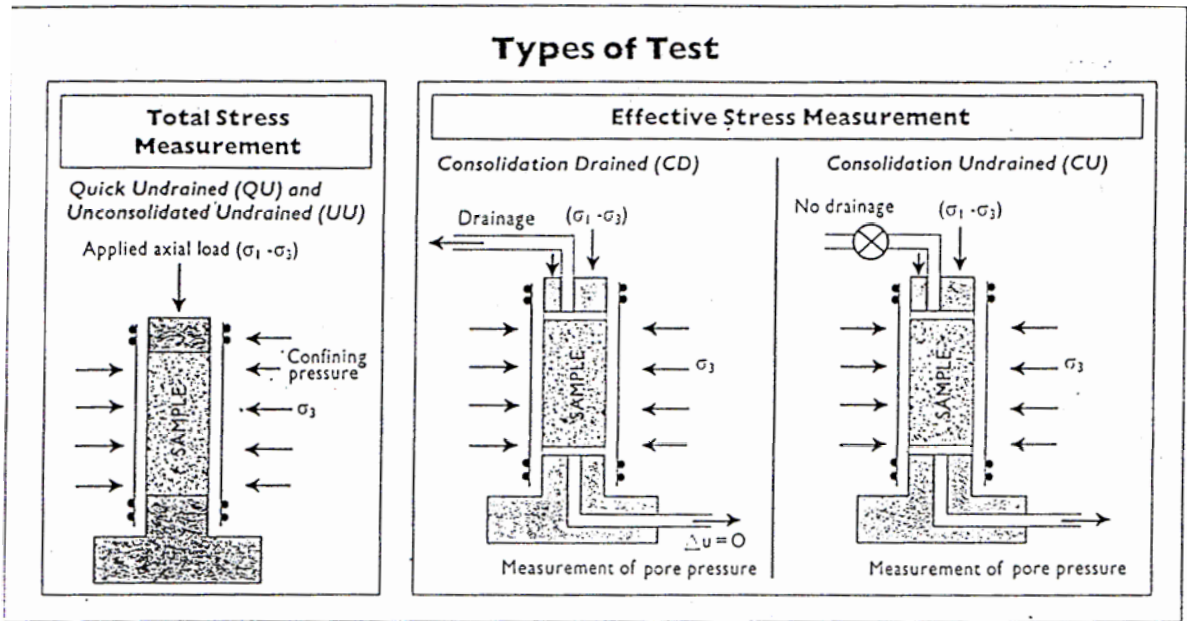 Types of Test
Total Stress
Measurement
Quick Undrained (QU) and
Unconsolidated Undrained (UU)
Applied axial load (σ₁ -σ₃)
Confining
pressure
σ₃
SAMPLE
Effective Stress Measurement
Consolidation Drained (CD)
Drainage
(σ₁ -σ₃)
σ₃
SAMPLE
Δu=0
Measurement of pore pressure
Consolidation Undrained (CU)
No drainage
(σ₁ -σ₃)
σ₃
SAMPLE
Measurement of pore pressure